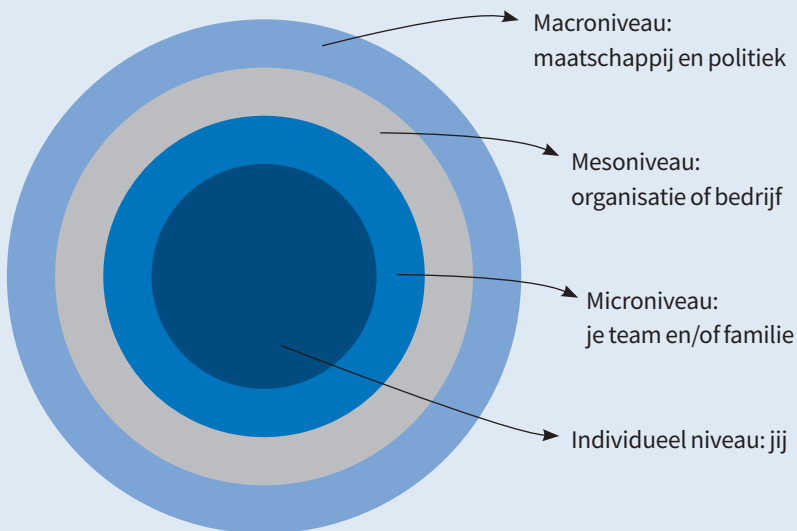 Macroniveau:
maatschappij en politiek
Mesoniveau:
organisatie of bedrijf
Microniveau:
je team en/of familie
Individueel niveau: jij